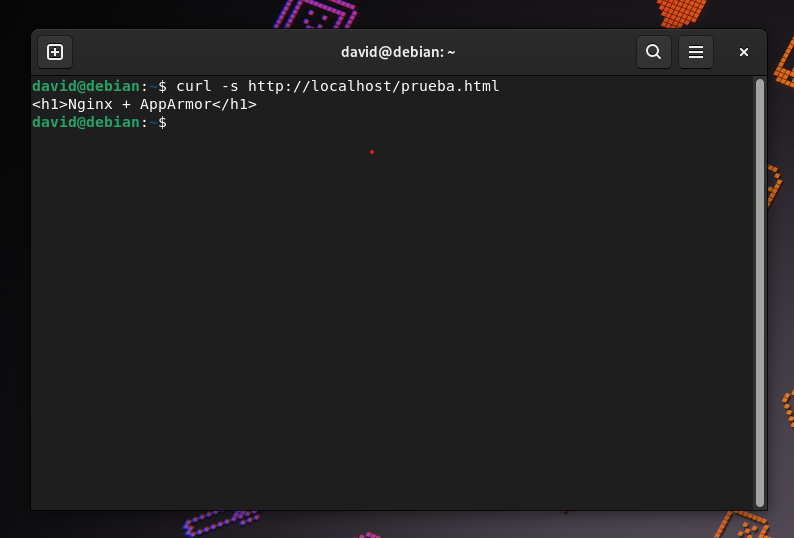 david@debian: ~
david@debian:~$ curl -s http://localhost/prueba.html
<h1>Nginx + AppArmor</h1>
david@debian:~$